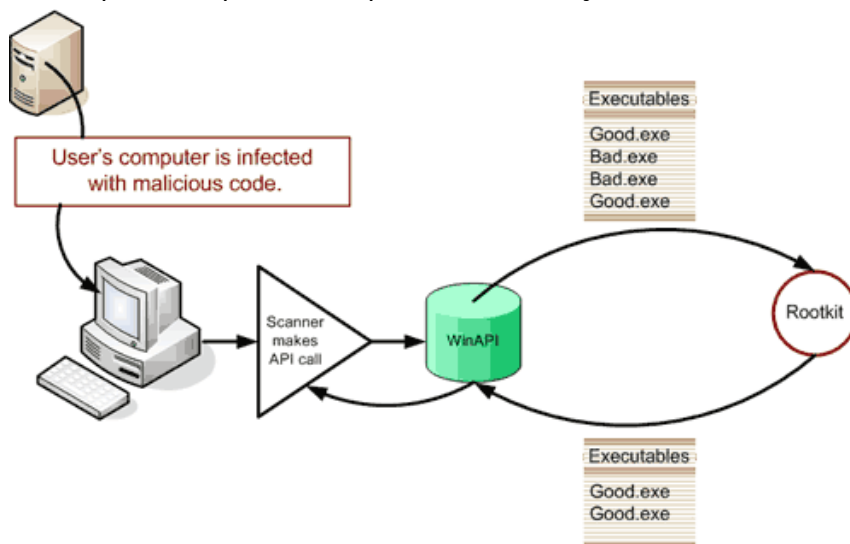 User's computer is infected
with malicious code.
Scanner
makes
API call
WinAPI
Executables
Good.exe
Bad.exe
Bad.exe
Good.exe
Rootkit
Executables
Good.exe
Good.exe